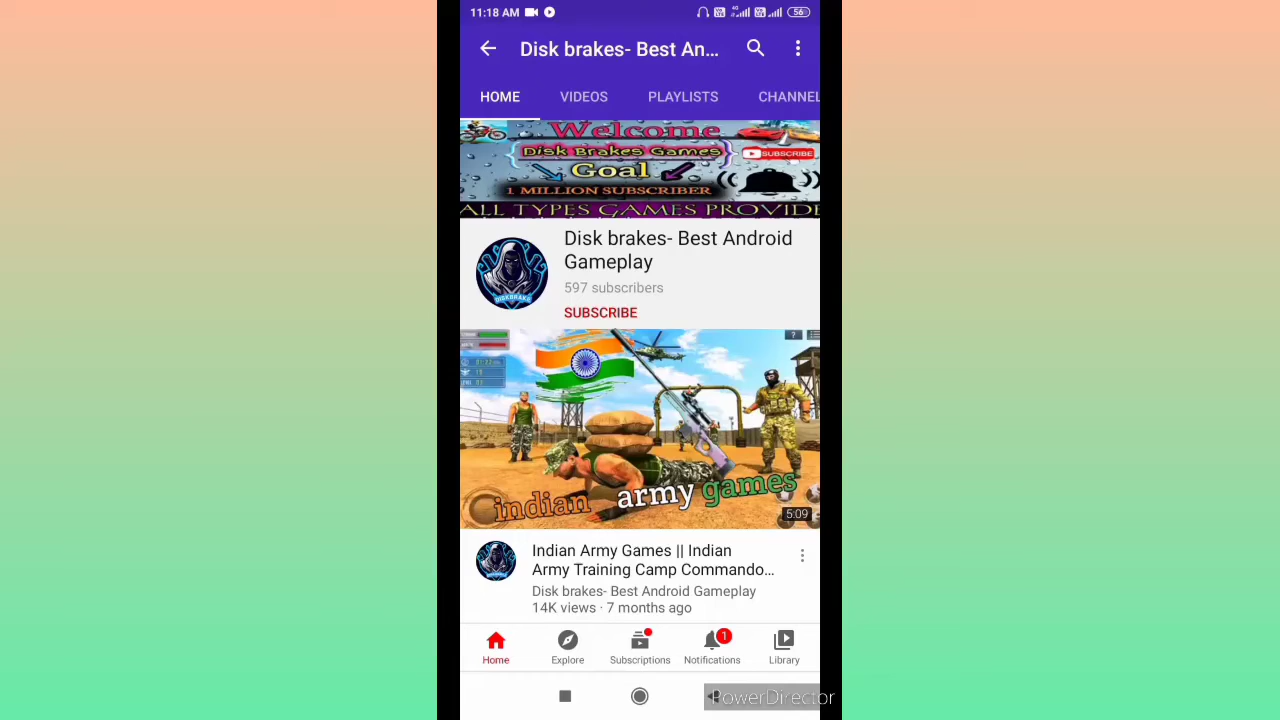 11:18 AM
56
Disk brakes- Best An...
HOME VIDEOS PLAYLISTS CHANNEL
Welcome
Disk Brakes Games
SUBSCRIBE
Goal
1 MILLION SUBSCRIBER
ALL TYPES GAMES PROVIDE
Disk brakes- Best Android
Gameplay
597 subscribers
SUBSCRIBE
DISKBRAKE
indian army games
5:09
Indian Army Games || Indian
Army Training Camp Commando...
Disk brakes- Best Android Gameplay
14K views · 7 months ago
1
Home Explore Subscriptions Notifications Library
PowerDirector